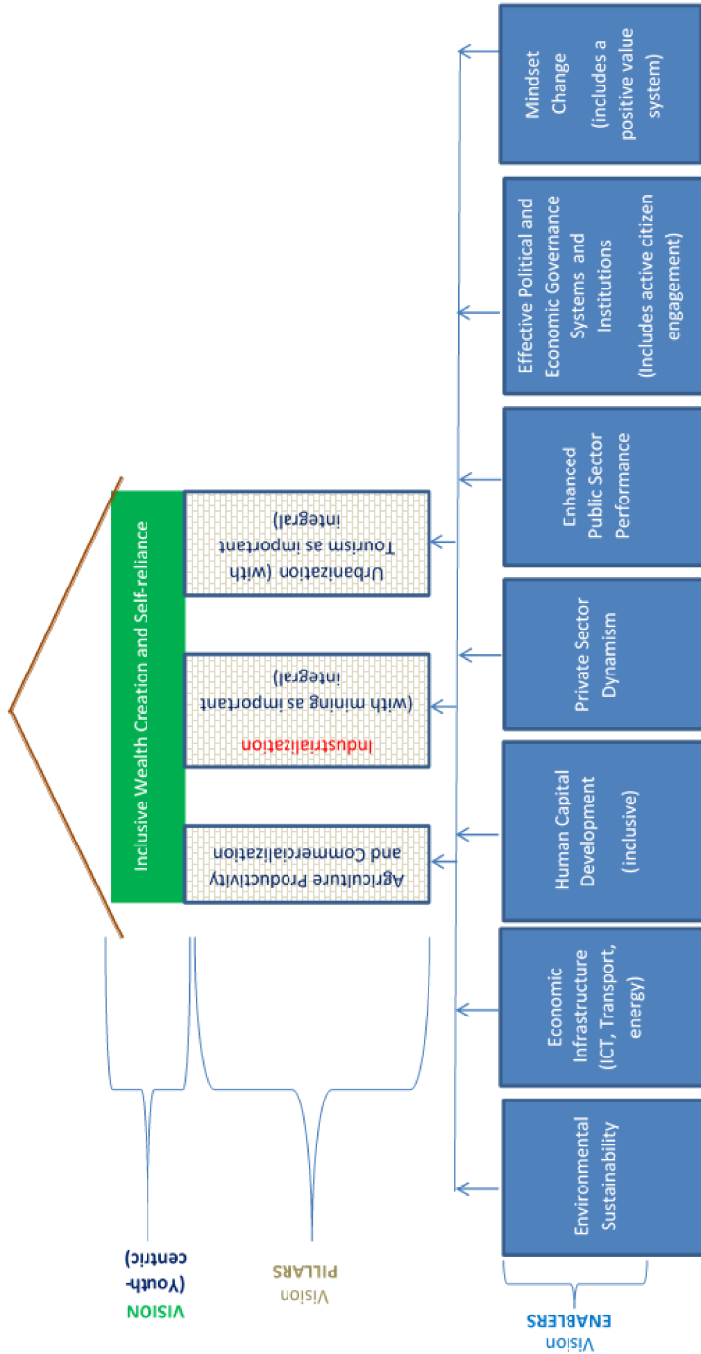 VISION
(Youth-
centric)
Inclusive Wealth Creation and Self-reliance
Vision
PILLARS
Agriculture Productivity
and Commercialization
Industrialization
(with mining as important
integral)
Urbanization (with
Tourism as important
integral)
Vision
ENABLERS
Environmental
Sustainability
Economic
Infrastructure
(ICT, Transport,
energy)
Human Capital
Development
(inclusive)
Private Sector
Dynamism
Enhanced
Public Sector
Performance
Effective Political and
Economic Governance
Systems and
Institutions
(Includes active citizen
engagement)
Mindset
Change
(includes a
positive value
system)